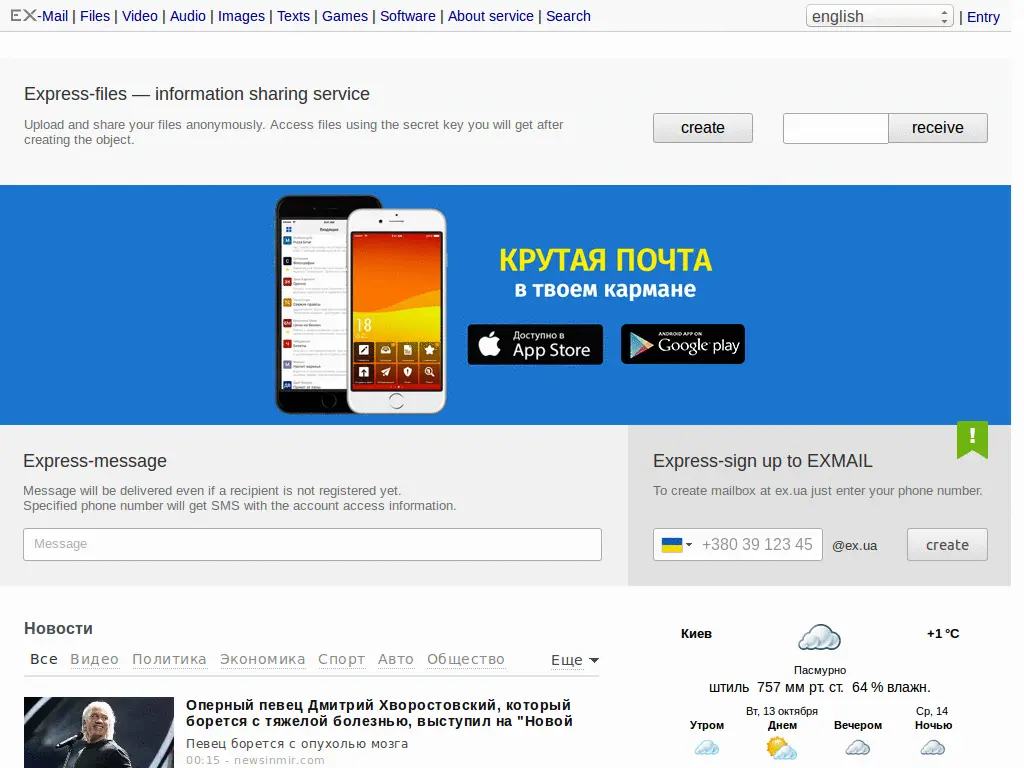 EX-Mail | Files | Video | Audio | Images | Texts | Games | Software | About service | Search
english | Entry
Express-files — information sharing service
Upload and share your files anonymously. Access files using the secret key you will get after
creating the object.
create
receive
Входящие
18
КРУТАЯ ПОЧТА
в твоем кармане
Доступно в
App Store
ANDROID APP ON
Google play
Express-message
Message will be delivered even if a recipient is not registered yet.
Specified phone number will get SMS with the account access information.
Message
!
Express-sign up to EXMAIL
To create mailbox at ex.ua just enter your phone number.
+380 39 123 45
@ex.ua
create
Новости
Все Видео Политика Экономика Спорт Авто Общество Еще
Оперный певец Дмитрий Хворостовский, который
борется с тяжелой болезнью, выступил на "Новой
Певец борется с опухолью мозга
00:15 - newsinmir.com
Киев +1 °C
Пасмурно
штиль 757 мм рт. ст. 64 % влажн.
Вт, 13 октября Ср, 14
Утром Днем Вечером Ночью